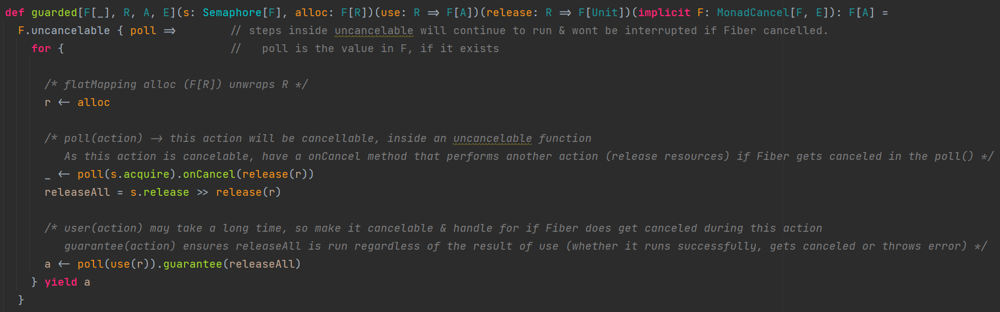 def guarded[F[_], R, A, E](s: Semaphore[F], alloc: F[R])(use: R => F[A])(release: R => F[Unit])(implicit F: MonadCancel[F, E]): F[A] =
F.uncancelable { poll => // steps inside uncancelable will continue to run & wont be interrupted if Fiber cancelled.
for { // poll is the value in F, if it exists
/* flatMapping alloc (F[R]) unwraps R */
r <- alloc
/* poll(action) -> this action will be cancellable, inside an uncancelable function
As this action is cancelable, have a onCancel method that performs another action (release resources) if Fiber gets canceled in the poll() */
_ <- poll(s.acquire).onCancel(release(r))
releaseAll = s.release >> release(r)
/* user(action) may take a long time, so make it cancelable & handle for if Fiber does get canceled during this action
guarantee(action) ensures releaseAll is run regardless of the result of use (whether it runs successfully, gets canceled or throws error) */
a <- poll(use(r)).guarantee(releaseAll)
} yield a
}